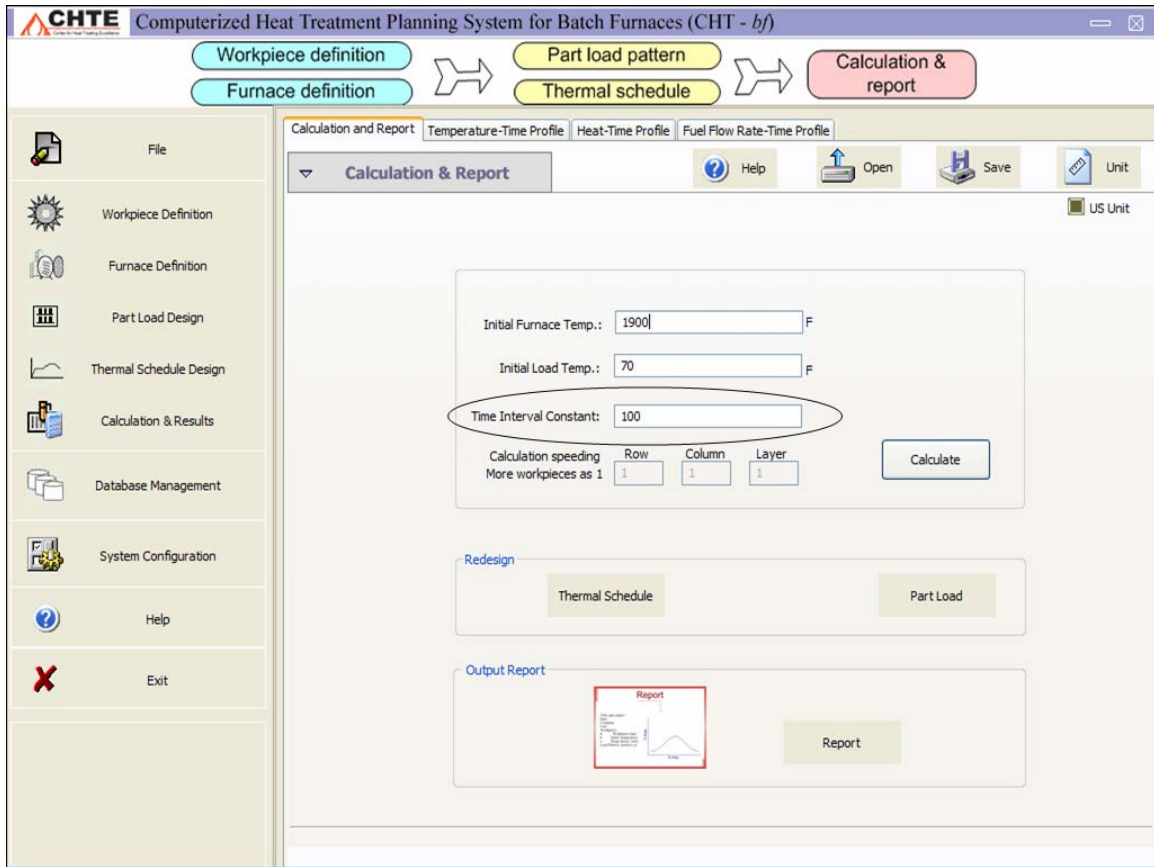 CHTE Computerized Heat Treatment Planning System for Batch Furnaces (CHT - bf)
Center for Heat Treating Excellence
Workpiece definition
Furnace definition
Part load pattern
Thermal schedule
Calculation &
report
File
Workpiece Definition
Furnace Definition
Part Load Design
Thermal Schedule Design
Calculation & Results
Database Management
System Configuration
Help
Exit
Calculation and Report Temperature-Time Profile Heat-Time Profile Fuel Flow Rate-Time Profile
Calculation & Report
Help Open Save Unit
US Unit
Initial Furnace Temp.: 1900 F
Initial Load Temp.: 70 F
Time Interval Constant: 100
Calculation speeding Row Column Layer
More workpieces as 1 1 1 1
Calculate
Redesign
Thermal Schedule Part Load
Output Report
Report
Report